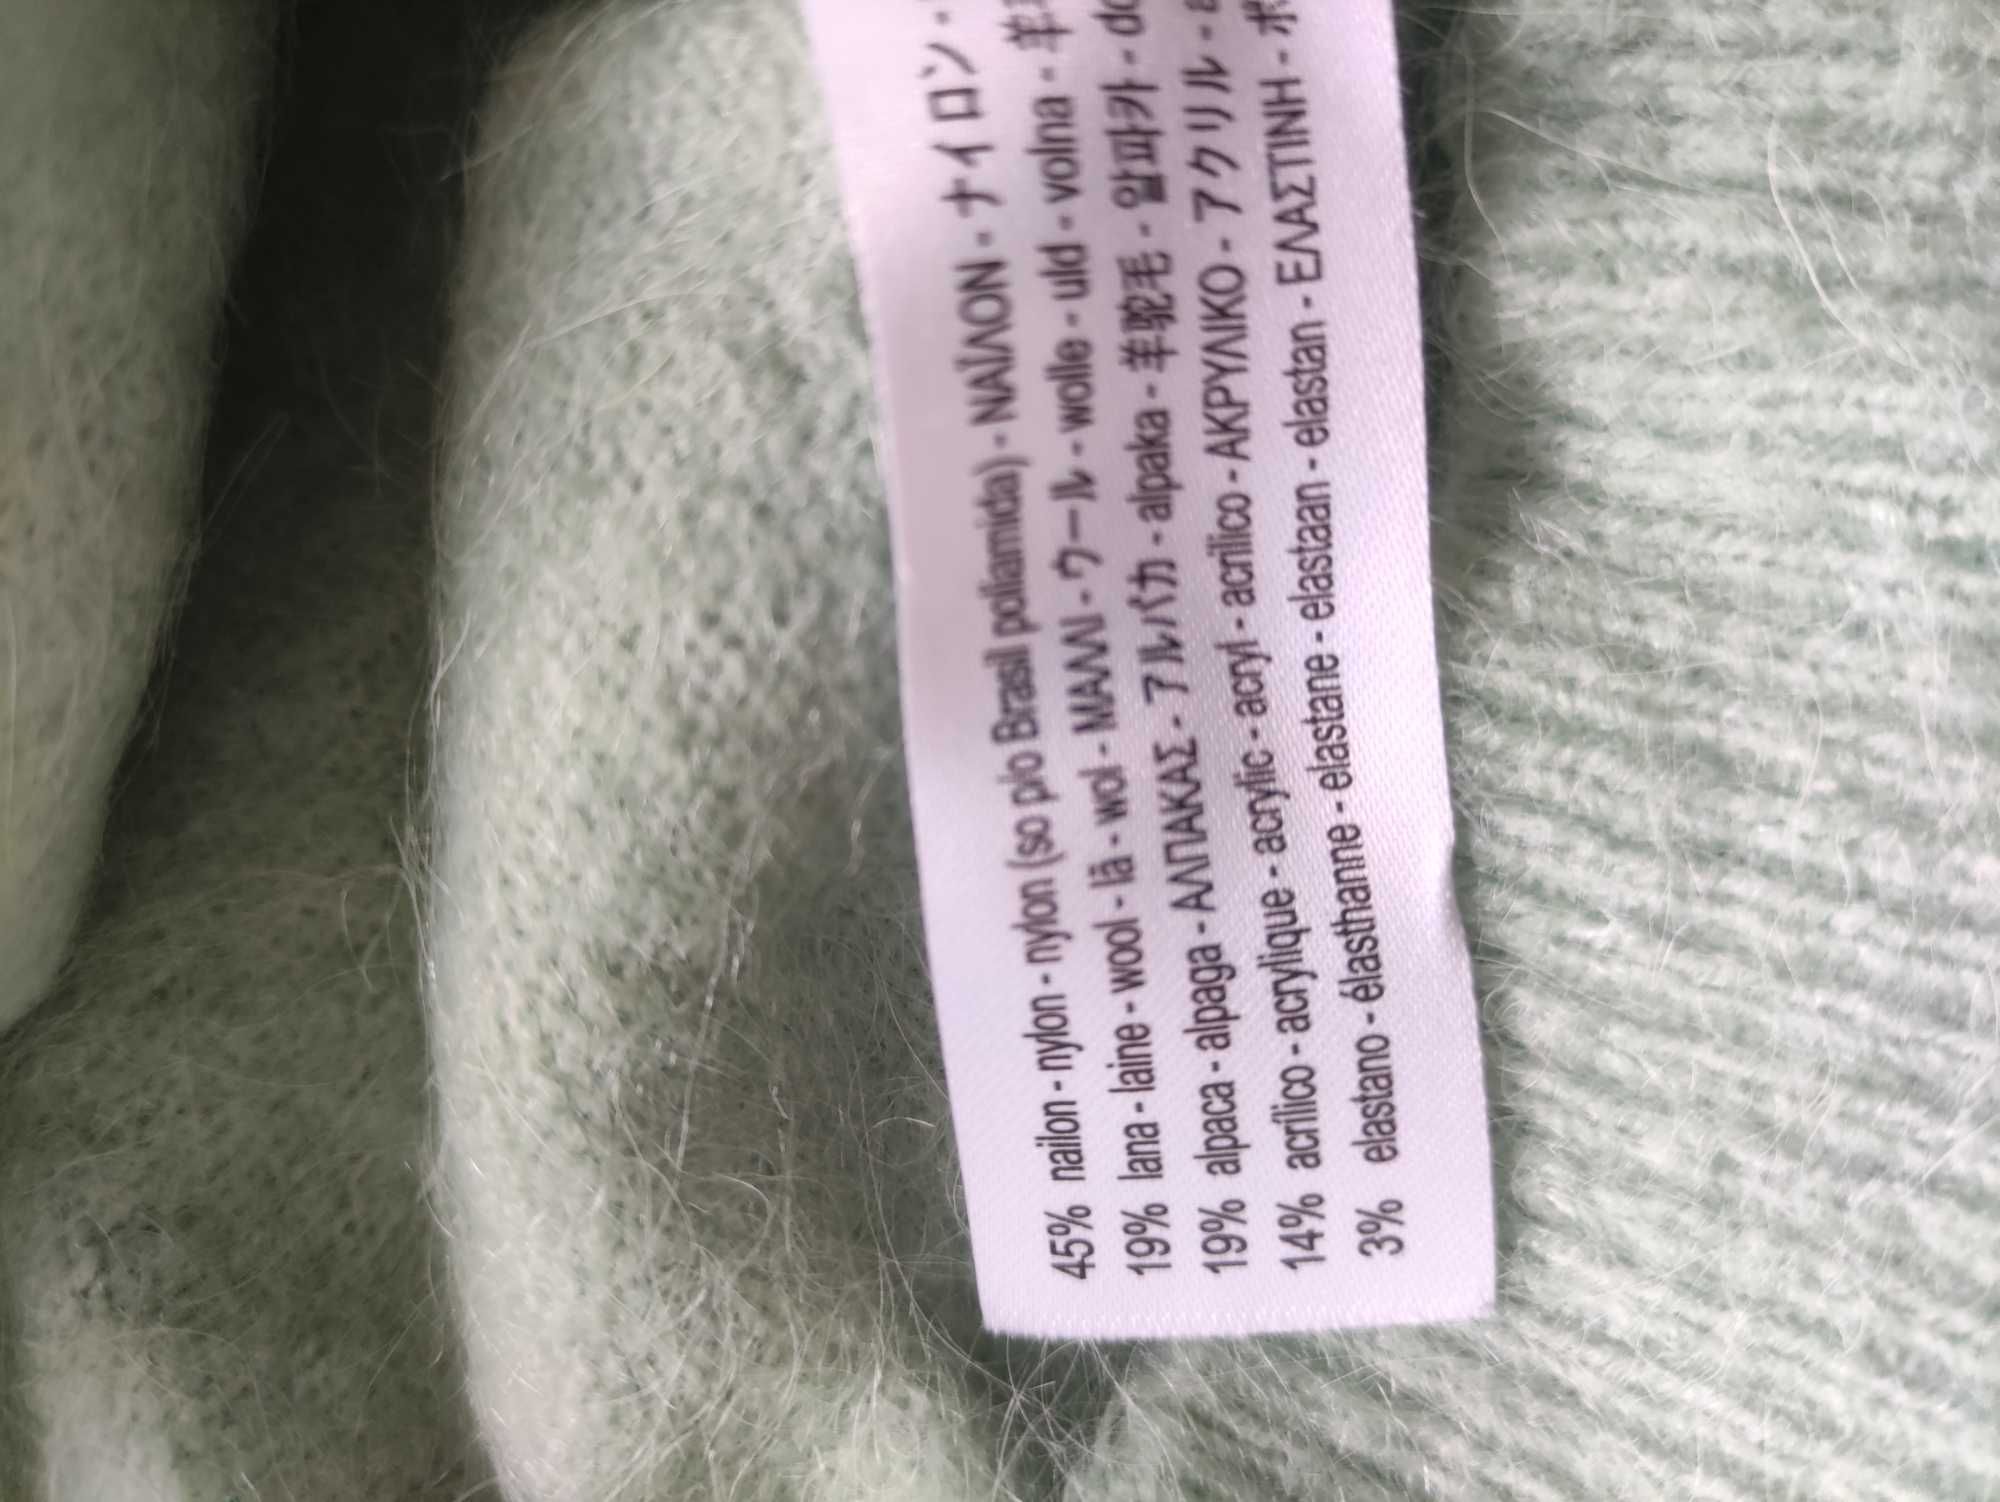 45% nailon - nylon - nylon (so p/o Brasil poliamida) - ΝΑΪΛΟΝ - ナイロン -
19% lana - laine - wool - lã - wol - ΜΑΛΛΙ - ウール - wolle - uld - volna -
19% alpaca - alpaga - ΑΛΠΑΚΑΣ - アルパカ - alpaka - 羊驼毛 - 알파카 -
14% acrílico - acrylique - acrylic - acryl - acrilico - ΑΚΡΥΛΙΚΟ - アクリル -
3% elastano - élasthanne - elastane - elastaan - elastan - ΕΛΑΣΤΙΝΗ -